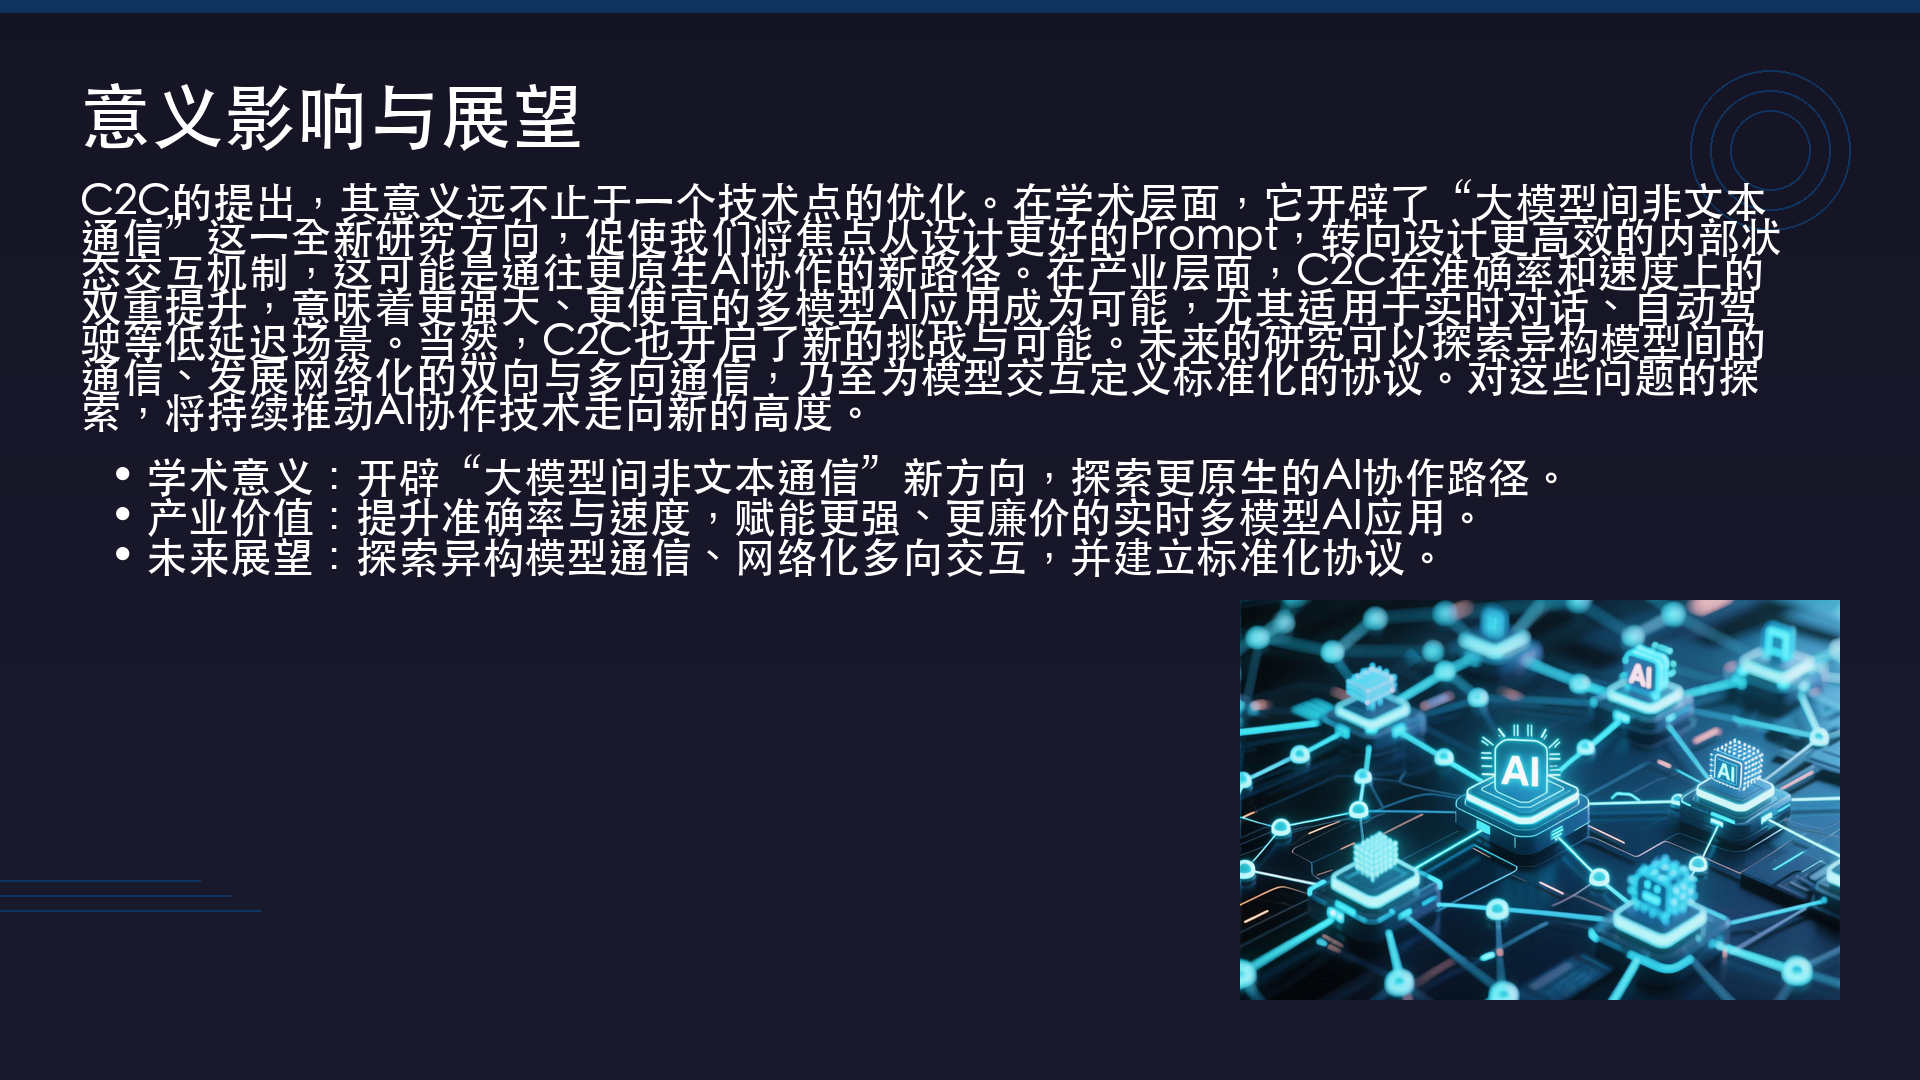 意义影响与展望
C2C的提出，其意义远不止于一个技术点的优化。在学术层面，它开辟了“大模型间非文本
通信”这一全新研究方向，促使我们将焦点从设计更好的Prompt，转向设计更高效的内部状
态交互机制，这可能是通往更原生AI协作的新路径。在产业层面，C2C在准确率和速度上的
双重提升，意味着更强大、更便宜的多模型AI应用成为可能，尤其适用于实时对话、自动驾
驶等低延迟场景。当然，C2C也开启了新的挑战与可能。未来的研究可以探索异构模型间的
通信、发展网络化的双向与多向通信，乃至为模型交互定义标准化的协议。对这些问题的探
索，将持续推动AI协作技术走向新的高度。
• 学术意义：开辟“大模型间非文本通信”新方向，探索更原生的AI协作路径。
• 产业价值：提升准确率与速度，赋能更强、更廉价的实时多模型AI应用。
• 未来展望：探索异构模型通信、网络化多向交互，并建立标准化协议。
AI
AI
AI